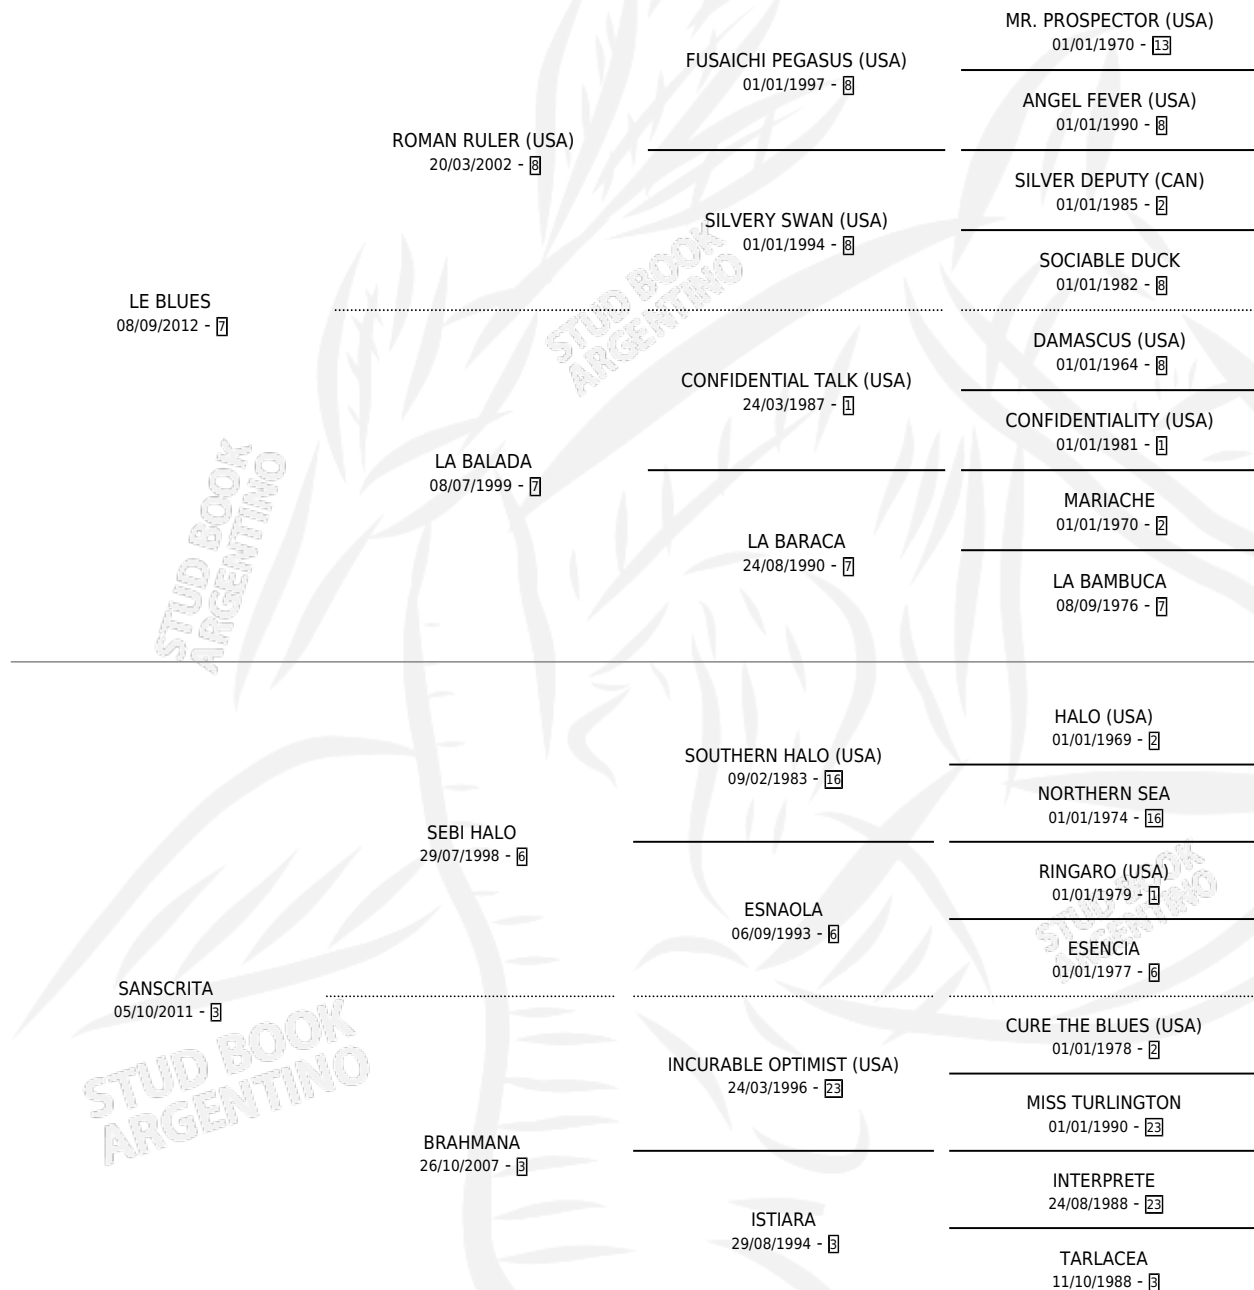 MR. PROSPECTOR (USA)
01/01/1970 - 13
FUSAICHI PEGASUS (USA)
01/01/1997 - 8
ANGEL FEVER (USA)
01/01/1990 - 8
ROMAN RULER (USA)
20/03/2002 - 8
SILVER DEPUTY (CAN)
01/01/1985 - 2
SILVERY SWAN (USA)
01/01/1994 - 8
SOCIABLE DUCK
01/01/1982 - 8
LE BLUES
08/09/2012 - 7
DAMASCUS (USA)
01/01/1964 - 8
CONFIDENTIAL TALK (USA)
24/03/1987 - 1
CONFIDENTIALITY (USA)
01/01/1981 - 1
LA BALADA
08/07/1999 - 7
MARIACHE
01/01/1970 - 2
LA BARACA
24/08/1990 - 7
LA BAMBUCA
08/09/1976 - 7
HALO (USA)
01/01/1969 - 2
SOUTHERN HALO (USA)
09/02/1983 - 16
NORTHERN SEA
01/01/1974 - 16
SEBI HALO
29/07/1998 - 6
RINGARO (USA)
01/01/1979 - 1
ESNAOLA
06/09/1993 - 6
ESENCIA
01/01/1977 - 6
SANSCRITA
05/10/2011 - 3
CURE THE BLUES (USA)
01/01/1978 - 2
INCURABLE OPTIMIST (USA)
24/03/1996 - 23
MISS TURLINGTON
01/01/1990 - 23
BRAHMANA
26/10/2007 - 3
INTERPRETE
24/08/1988 - 23
ISTIARA
29/08/1994 - 3
TARLACEA
11/10/1988 - 3
STUD BOOK
ARGENTINO
STUD BOOK
ARGENTINO
STUD BOOK
ARGENTINO
STUD BOOK
ARGENTINO